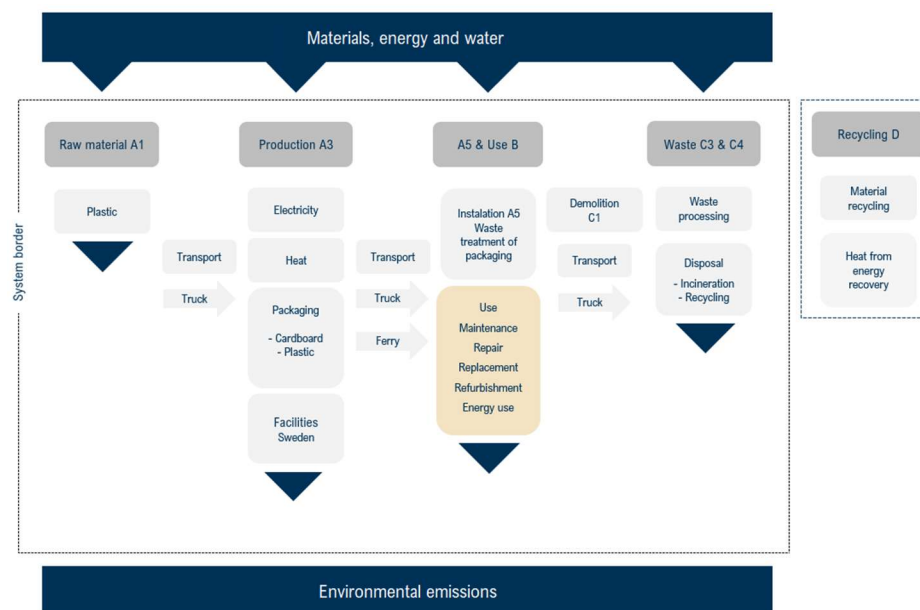 Materials, energy and water
System border
Raw material A1
Plastic
Transport
Truck
Production A3
Electricity
Heat
Packaging
- Cardboard
- Plastic
Facilities
Sweden
Transport
Truck
Ferry
A5 & Use B
Instalation A5
Waste
treatment of
packaging
Use
Maintenance
Repair
Replacement
Refurbishment
Energy use
Demolition
C1
Transport
Truck
Waste C3 & C4
Waste
processing
Disposal
- Incineration
- Recycling
Recycling D
Material
recycling
Heat from
energy
recovery
Environmental emissions